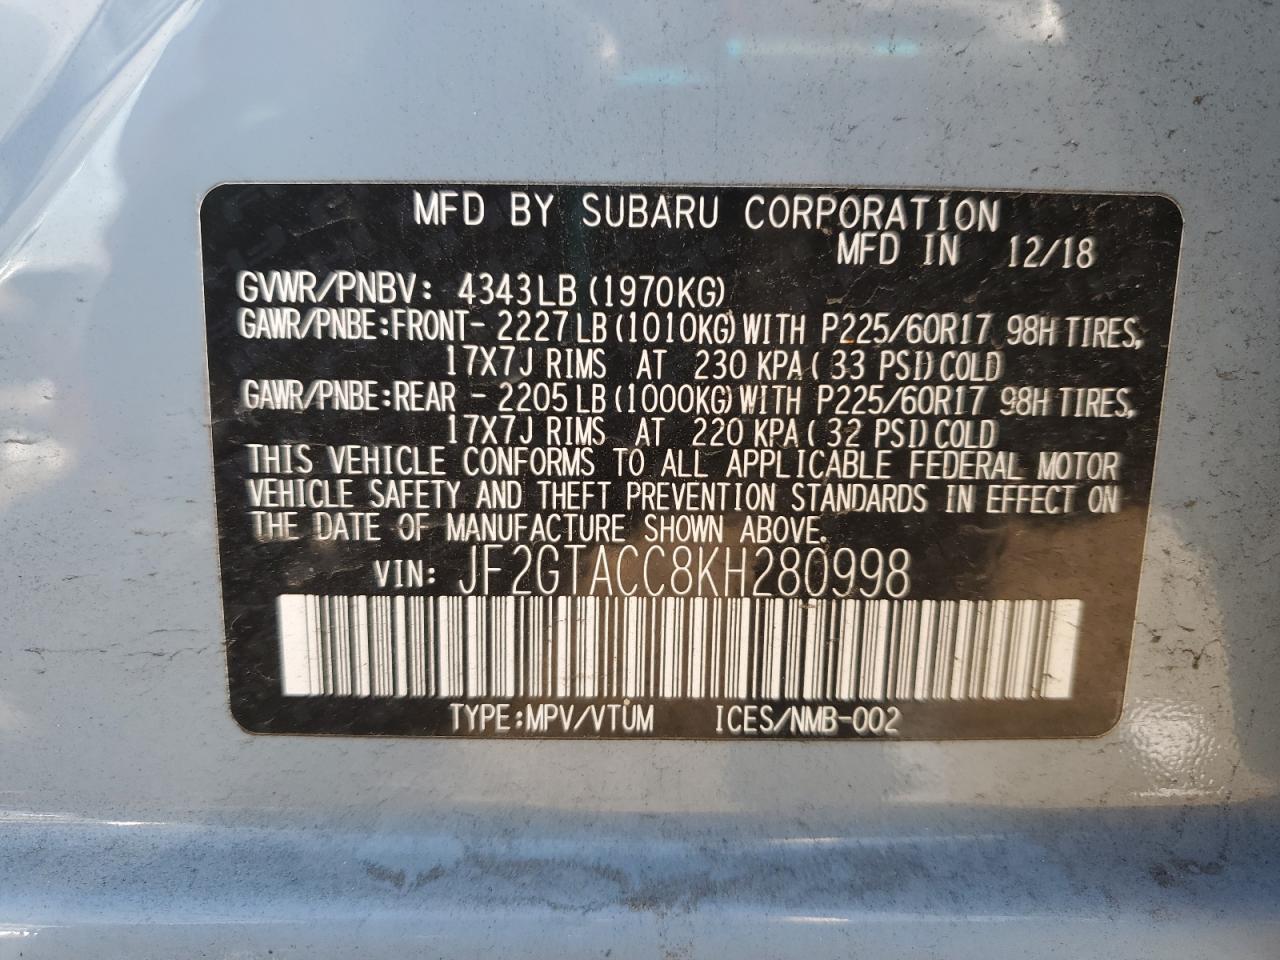 MFD BY SUBARU CORPORATION
MFD IN 12/18
GVWR/PNBV: 4343LB (1970KG)
GAWR/PNBE:FRONT- 2227LB(1010KG)WITH P225/60R17 98H TIRES,
17X7J RIMS AT 230 KPA( 33 PSI)COLD
GAWR/PNBE:REAR - 2205LB(1000KG)WITH P225/60R17 98H TIRES,
17X7J RIMS AT 220 KPA( 32 PSI)COLD
THIS VEHICLE CONFORMS TO ALL APPLICABLE FEDERAL MOTOR
VEHICLE SAFETY AND THEFT PREVENTION STANDARDS IN EFFECT ON
THE DATE OF MANUFACTURE SHOWN ABOVE.
VIN: JF2GTACC8KH280998
TYPE:MPV/VTUM ICES/NMB-002